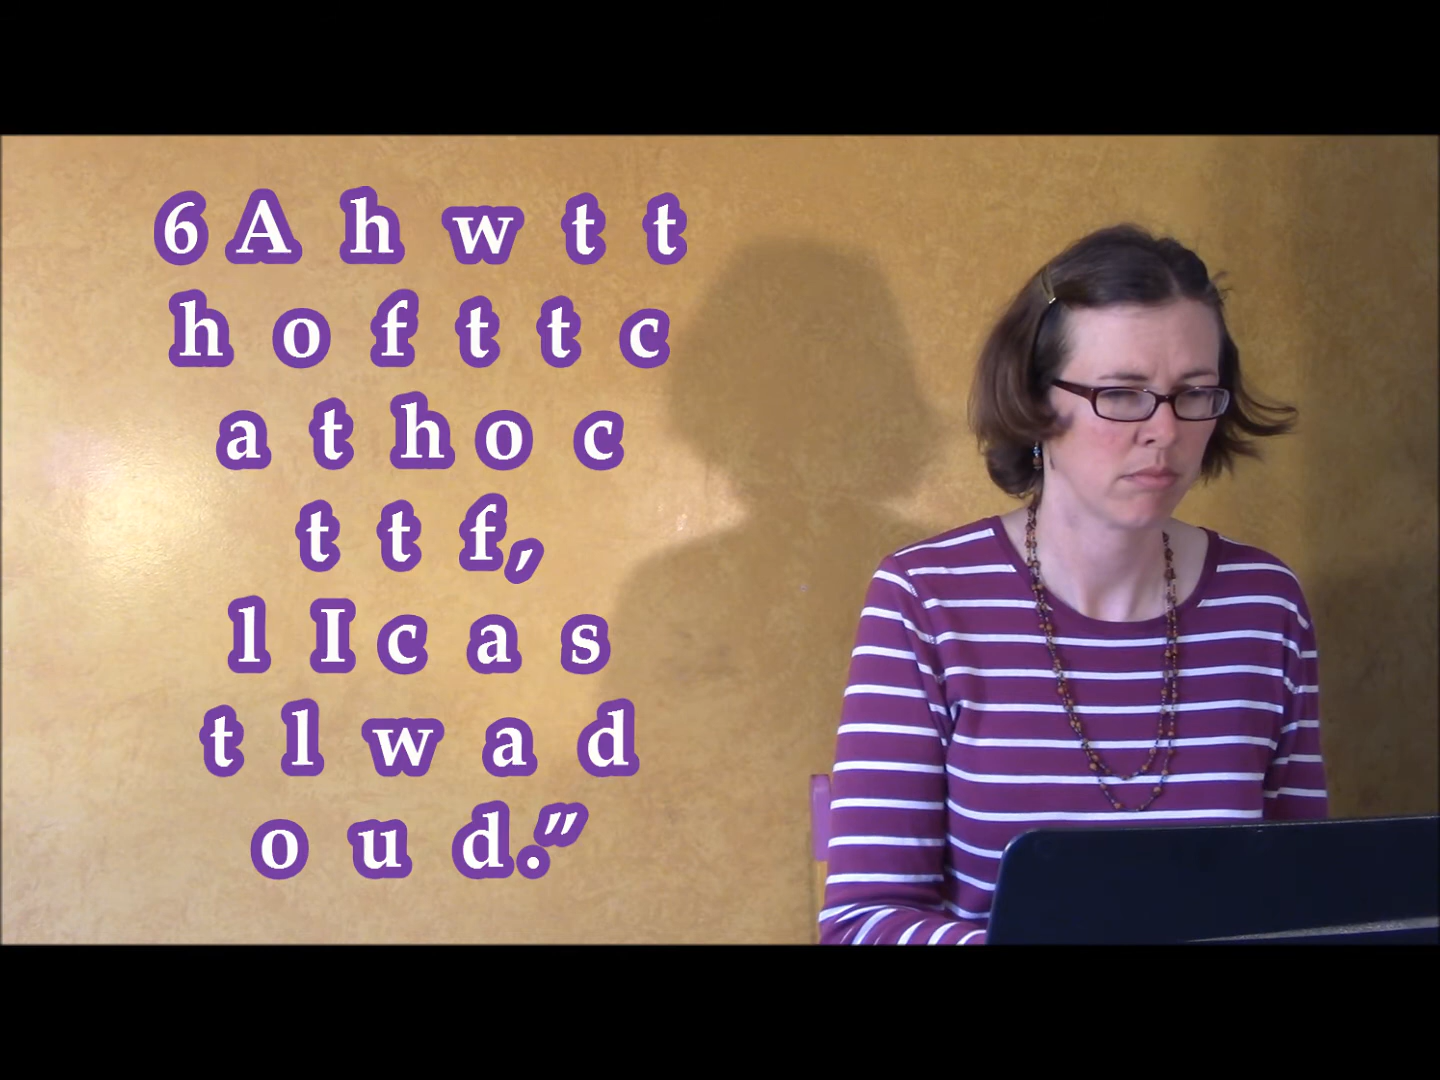 6 A h w t t
h o f t t c
a t h o c
t t f,
l I c a s
t l w a d
o u d.”